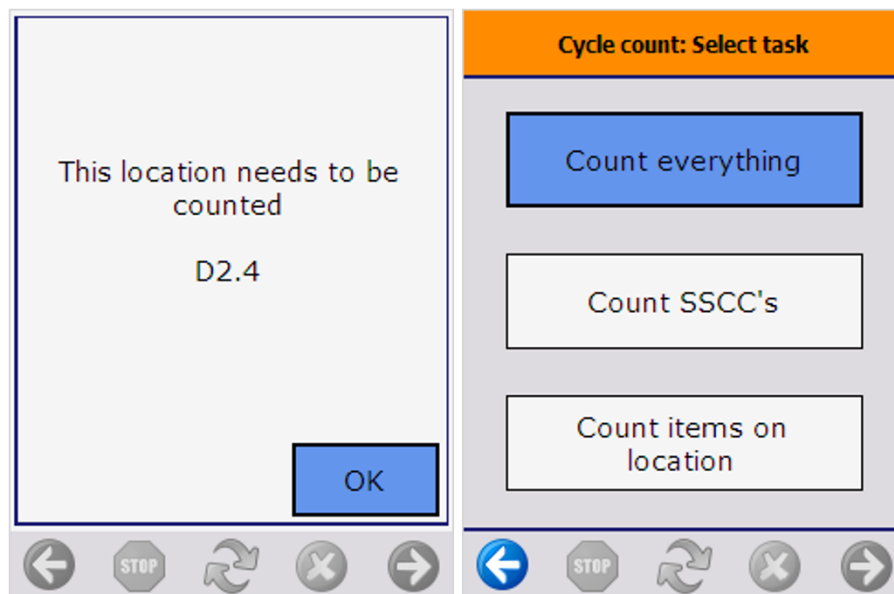 This location needs to be
counted
D2.4
OK
STOP
Cycle count: Select task
Count everything
Count SSCC's
Count items on
location
STOP